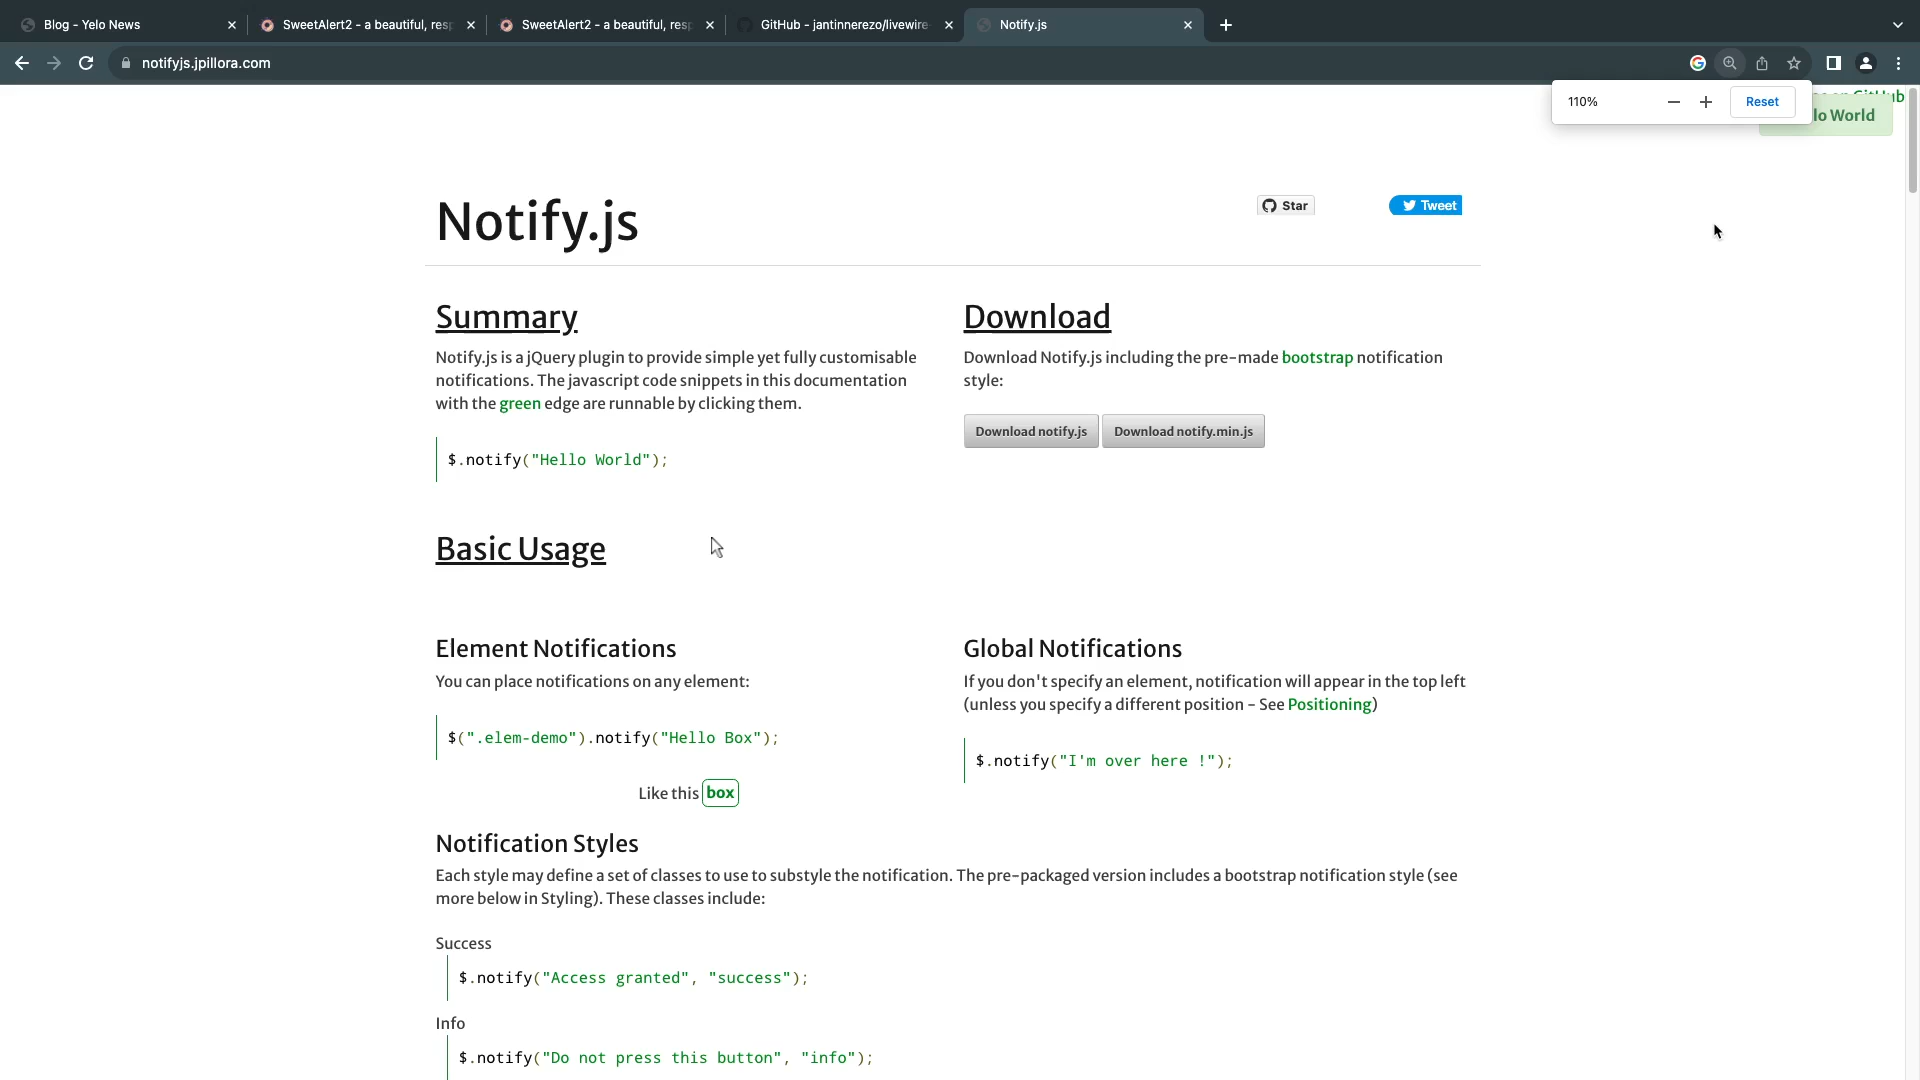 Blog - Yelo News
SweetAlert2 - a beautiful, resp
SweetAlert2 - a beautiful, resp
GitHub - jantinnerezo/livewire-
Notify.js
notifyjs.jpillora.com
110%
Reset
lo World
Notify.js
Star
Tweet
Summary
Download
Notify.js is a jQuery plugin to provide simple yet fully customisable
notifications. The javascript code snippets in this documentation
with the green edge are runnable by clicking them.
Download Notify.js including the pre-made bootstrap notification
style:
Download notify.js
Download notify.min.js
$.notify("Hello World");
Basic Usage
Element Notifications
You can place notifications on any element:
$(".elem-demo").notify("Hello Box");
Like this box
Global Notifications
If you don't specify an element, notification will appear in the top left
(unless you specify a different position - See Positioning)
$.notify("I'm over here !");
Notification Styles
Each style may define a set of classes to use to substyle the notification. The pre-packaged version includes a bootstrap notification style (see
more below in Styling). These classes include:
Success
$.notify("Access granted", "success");
Info
$.notify("Do not press this button", "info");